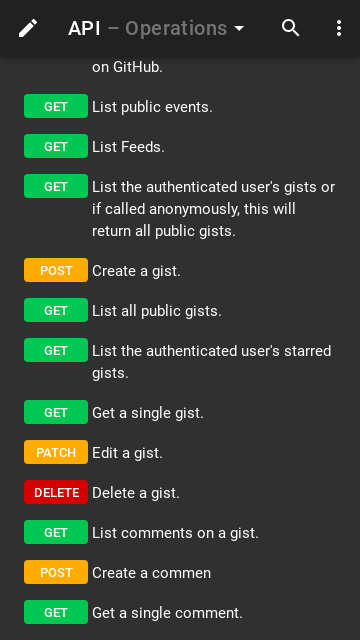 API – Operations
on GitHub.
GET List public events.
GET List Feeds.
GET List the authenticated user's gists or
if called anonymously, this will
return all public gists.
POST Create a gist.
GET List all public gists.
GET List the authenticated user's starred
gists.
GET Get a single gist.
PATCH Edit a gist.
DELETE Delete a gist.
GET List comments on a gist.
POST Create a commen
GET Get a single comment.